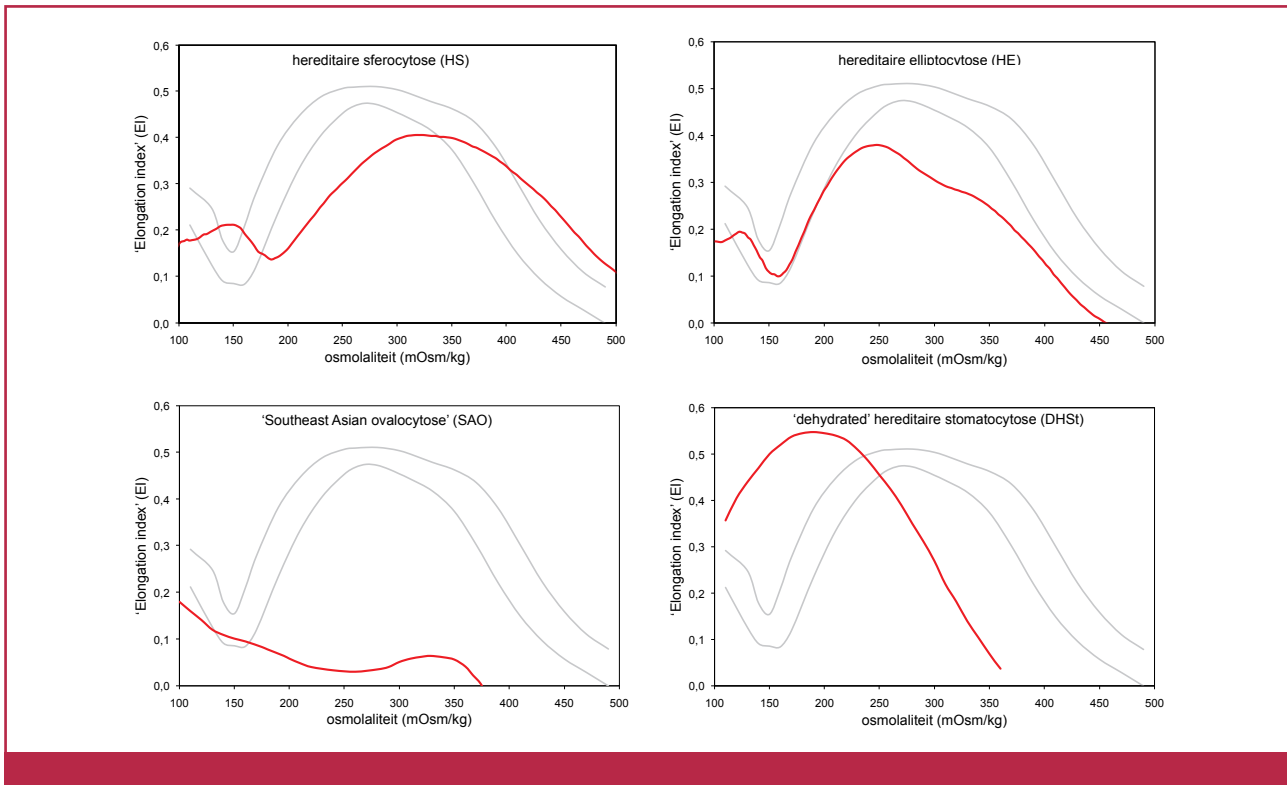 hereditaire sferocytose (HS)
'Elongation index' (EI)
0,6
0,5
0,4
0,3
0,2
0,1
0,0
100 150 200 250 300 350 400 450 500
osmolaliteit (mOsm/kg)
hereditaire elliptocytose (HE)
'Elongation index' (EI)
0,6
0,5
0,4
0,3
0,2
0,1
0,0
100 150 200 250 300 350 400 450 500
osmolaliteit (mOsm/kg)
'Southeast Asian ovalocytose' (SAO)
'Elongation index' (EI)
0,6
0,5
0,4
0,3
0,2
0,1
0,0
100 150 200 250 300 350 400 450 500
osmolaliteit (mOsm/kg)
'dehydrated' hereditaire stomatocytose (DHSt)
'Elongation index' (EI)
0,6
0,5
0,4
0,3
0,2
0,1
0,0
100 150 200 250 300 350 400 450 500
osmolaliteit (mOsm/kg)